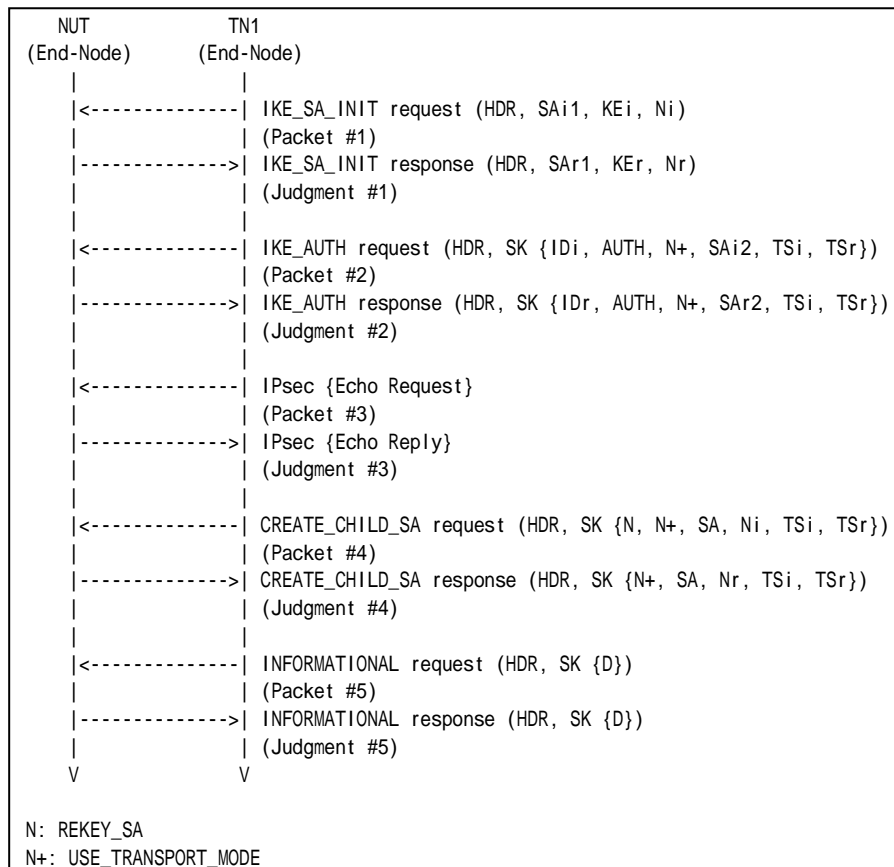 NUT TN1
(End-Node) (End-Node)
| |
|<--------------| IKE_SA_INIT request (HDR, SAi1, KEi, Ni)
| | (Packet #1)
|-------------->| IKE_SA_INIT response (HDR, SAr1, KEr, Nr)
| | (Judgment #1)
| |
|<--------------| IKE_AUTH request (HDR, SK {IDi, AUTH, N+, SAi2, TSi, TSr})
| | (Packet #2)
|-------------->| IKE_AUTH response (HDR, SK {IDr, AUTH, N+, SAr2, TSi, TSr})
| | (Judgment #2)
| |
|<--------------| IPsec {Echo Request}
| | (Packet #3)
|-------------->| IPsec {Echo Reply}
| | (Judgment #3)
| |
|<--------------| CREATE_CHILD_SA request (HDR, SK {N, N+, SA, Ni, TSi, TSr})
| | (Packet #4)
|-------------->| CREATE_CHILD_SA response (HDR, SK {N+, SA, Nr, TSi, TSr})
| | (Judgment #4)
| |
|<--------------| INFORMATIONAL request (HDR, SK {D})
| | (Packet #5)
|-------------->| INFORMATIONAL response (HDR, SK {D})
| | (Judgment #5)
V V
N: REKEY_SA
N+: USE_TRANSPORT_MODE